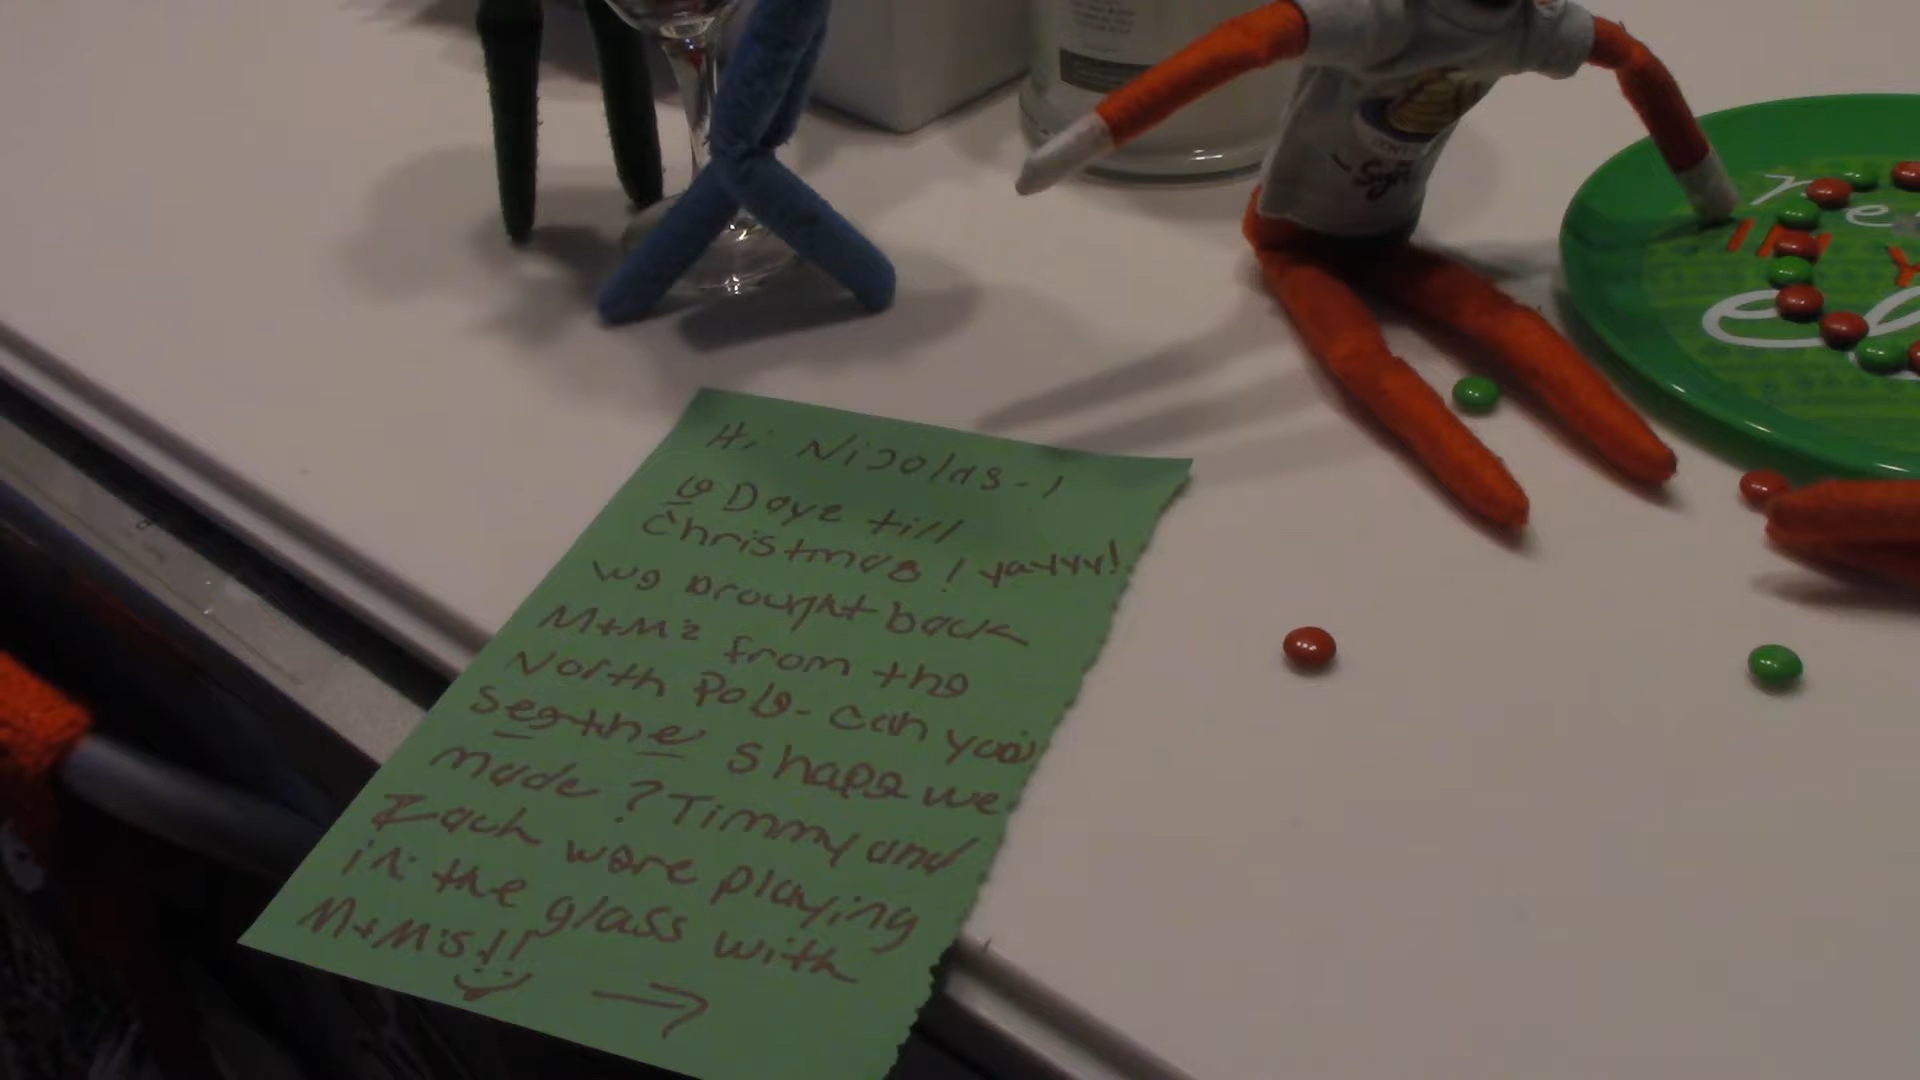 Hi Nicolas-!
6 Days till
Christmas! yayyyy!
we brought back
M+M's from the
North Pole- can you
see the shape we
made? Timmy and
Zach were playing
in the glass with
M+M's!!